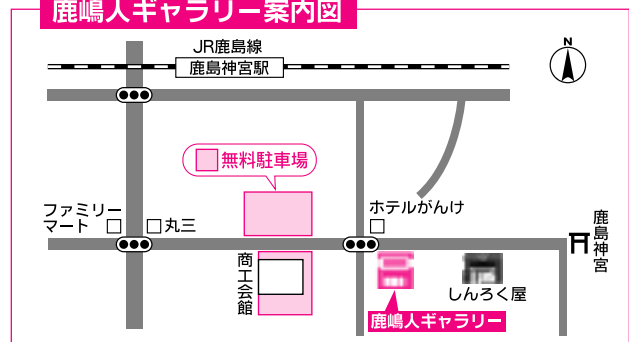 鹿嶋人ギャラリー案内図
JR鹿島線
鹿島神宮駅
N
無料駐車場
ファミリー
マート
丸三
ホテルがんけ
鹿島神宮
商工会館
しんろく屋
鹿嶋人ギャラリー